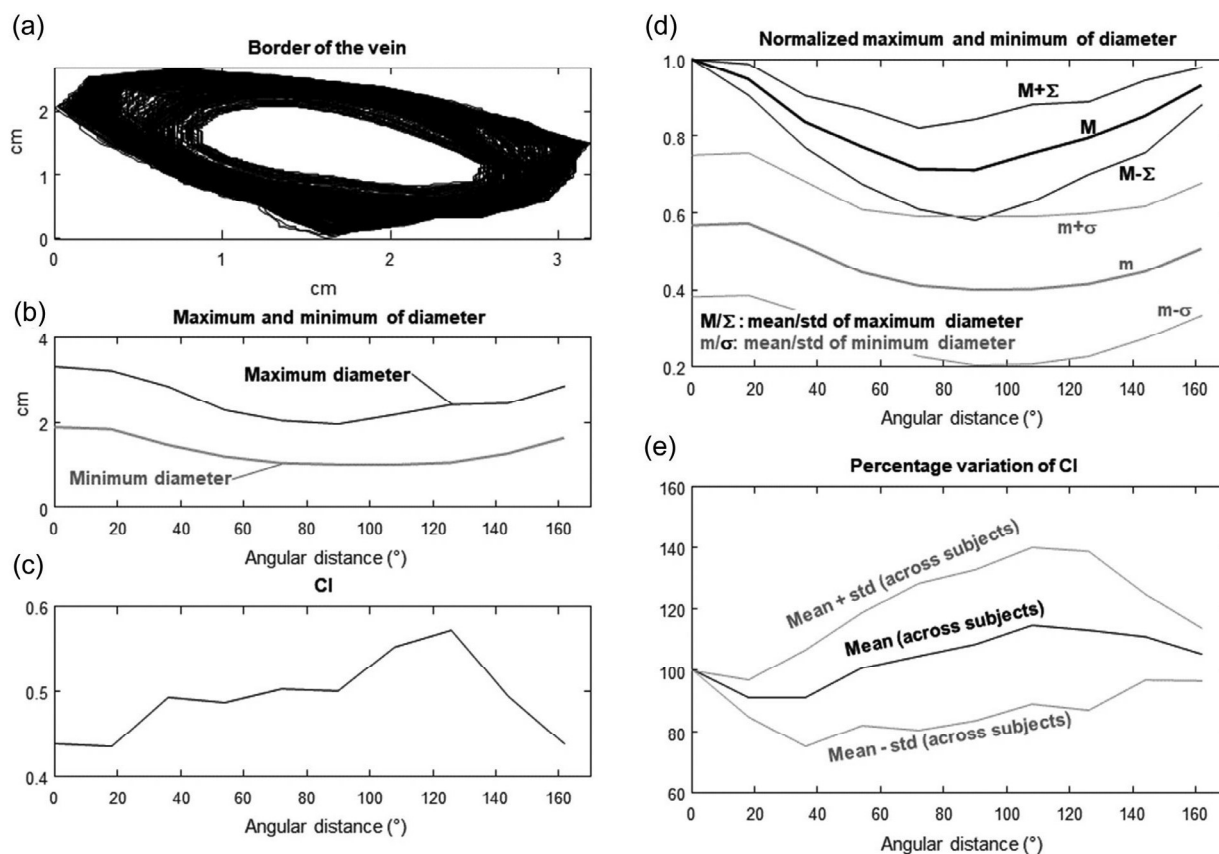 (a)
Border of the vein
cm
2
1
0
0 1 2 3
cm
(b)
Maximum and minimum of diameter
cm
4
2
0
Maximum diameter
Minimum diameter
0 20 40 60 80 100 120 140 160
Angular distance (°)
(c)
CI
0.6
0.5
0.4
0 20 40 60 80 100 120 140 160
Angular distance (°)
(d)
Normalized maximum and minimum of diameter
1.0
0.8
0.6
0.4
0.2
M+Σ
M
M-Σ
m+σ
m
m-σ
M/Σ : mean/std of maximum diameter
m/σ: mean/std of minimum diameter
0 20 40 60 80 100 120 140 160
Angular distance (°)
(e)
Percentage variation of CI
160
140
120
100
80
60
Mean + std (across subjects)
Mean (across subjects)
Mean - std (across subjects)
0 20 40 60 80 100 120 140 160
Angular distance (°)